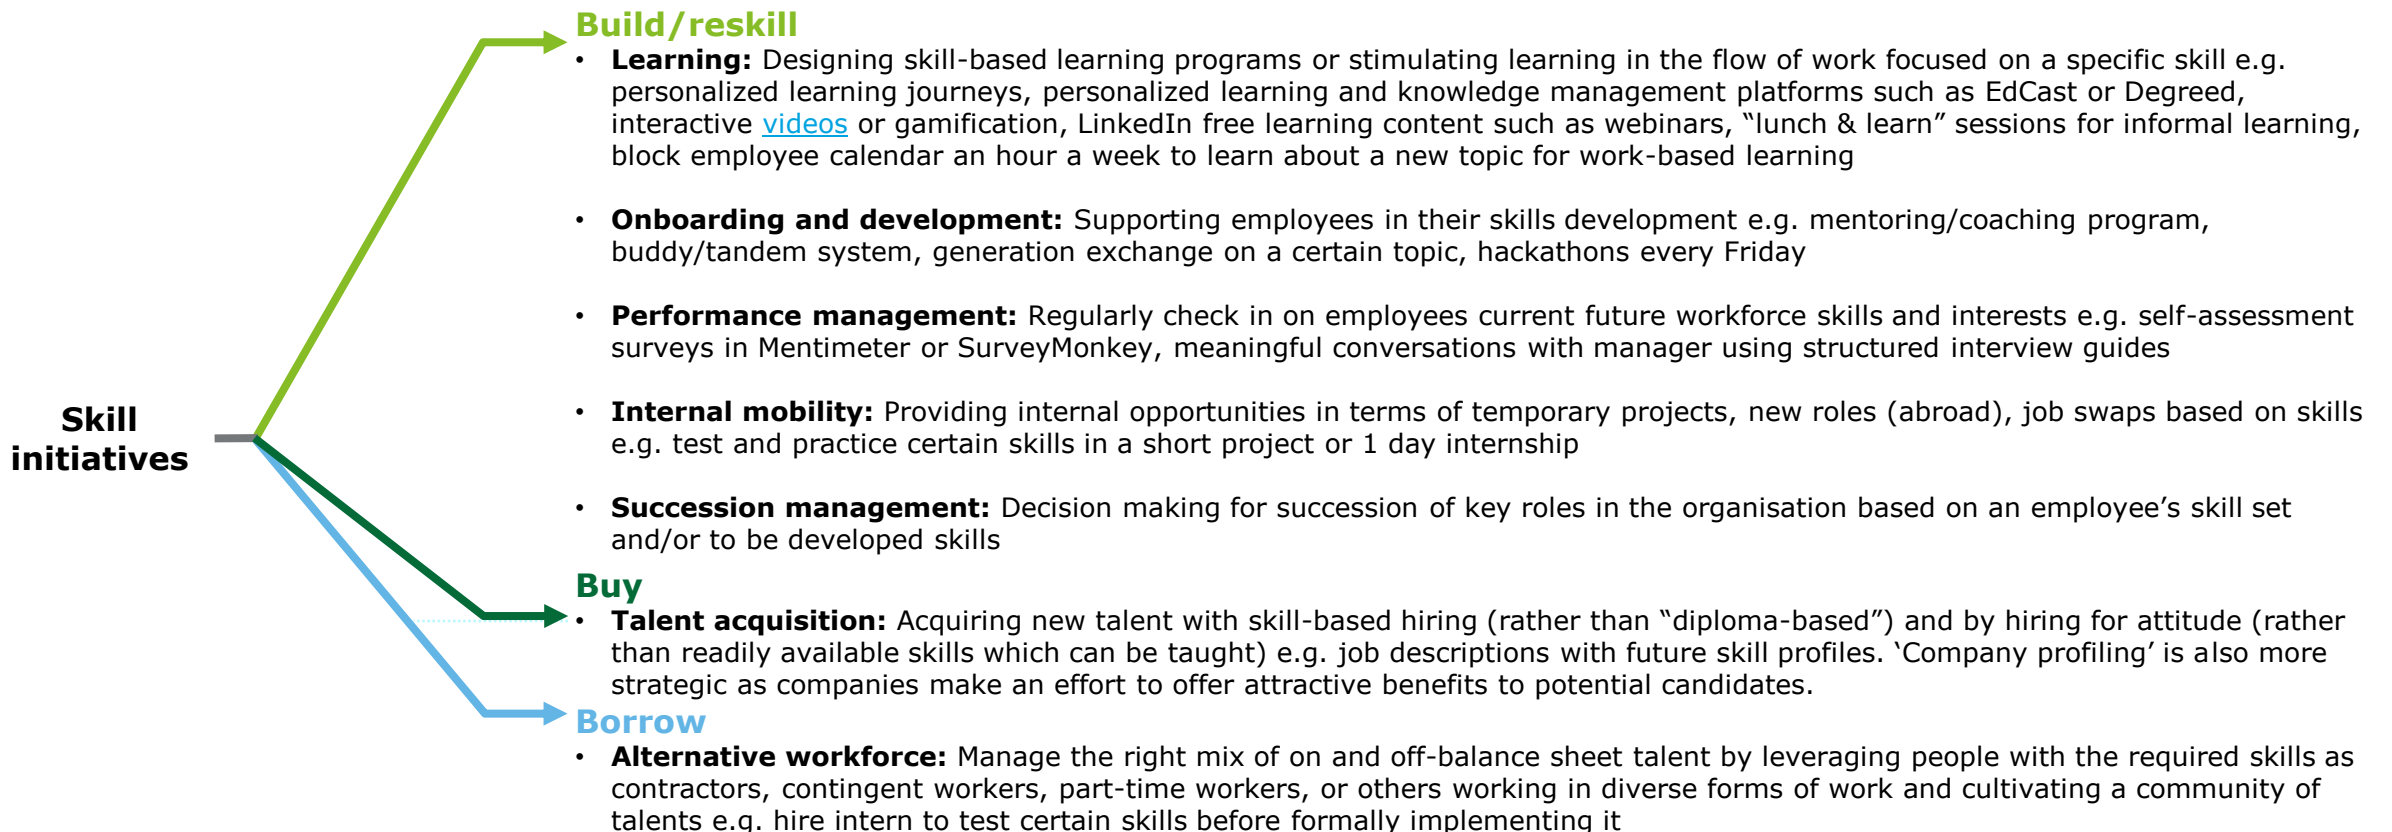 Build/reskill
• Learning: Designing skill-based learning programs or stimulating learning in the flow of work focused on a specific skill e.g.
personalized learning journeys, personalized learning and knowledge management platforms such as EdCast or Degreed,
interactive videos or gamification, LinkedIn free learning content such as webinars, “lunch & learn” sessions for informal learning,
block employee calendar an hour a week to learn about a new topic for work-based learning
• Onboarding and development: Supporting employees in their skills development e.g. mentoring/coaching program,
buddy/tandem system, generation exchange on a certain topic, hackathons every Friday
• Performance management: Regularly check in on employees current future workforce skills and interests e.g. self-assessment
surveys in Mentimeter or SurveyMonkey, meaningful conversations with manager using structured interview guides
Skill
initiatives
• Internal mobility: Providing internal opportunities in terms of temporary projects, new roles (abroad), job swaps based on skills
e.g. test and practice certain skills in a short project or 1 day internship
• Succession management: Decision making for succession of key roles in the organisation based on an employee’s skill set
and/or to be developed skills
Buy
• Talent acquisition: Acquiring new talent with skill-based hiring (rather than “diploma-based”) and by hiring for attitude (rather
than readily available skills which can be taught) e.g. job descriptions with future skill profiles. ‘Company profiling’ is also more
strategic as companies make an effort to offer attractive benefits to potential candidates.
Borrow
• Alternative workforce: Manage the right mix of on and off-balance sheet talent by leveraging people with the required skills as
contractors, contingent workers, part-time workers, or others working in diverse forms of work and cultivating a community of
talents e.g. hire intern to test certain skills before formally implementing it